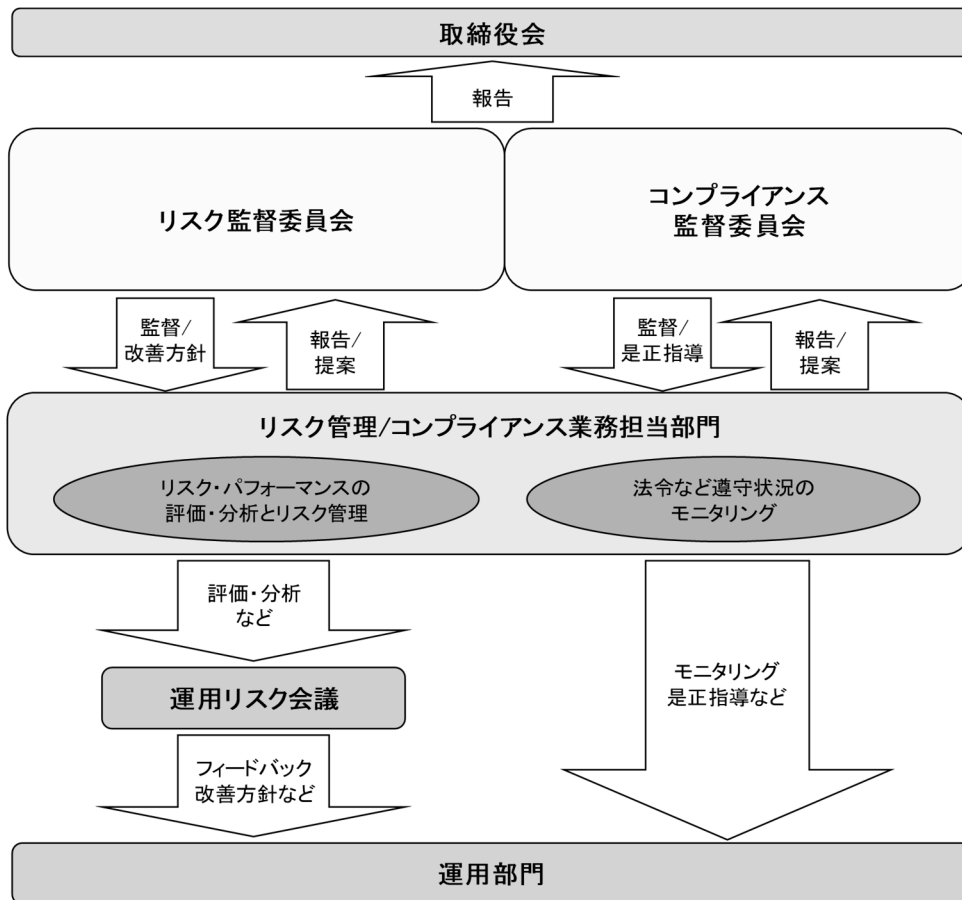 取締役会
報告
リスク監督委員会
コンプライアンス
監督委員会
監督/
改善方針
報告/
提案
監督/
是正指導
報告/
提案
リスク管理/コンプライアンス業務担当部門
リスク・パフォーマンスの
評価・分析とリスク管理
法令など遵守状況の
モニタリング
評価・分析
など
運用リスク会議
モニタリング
是正指導など
フィードバック
改善方針など
運用部門